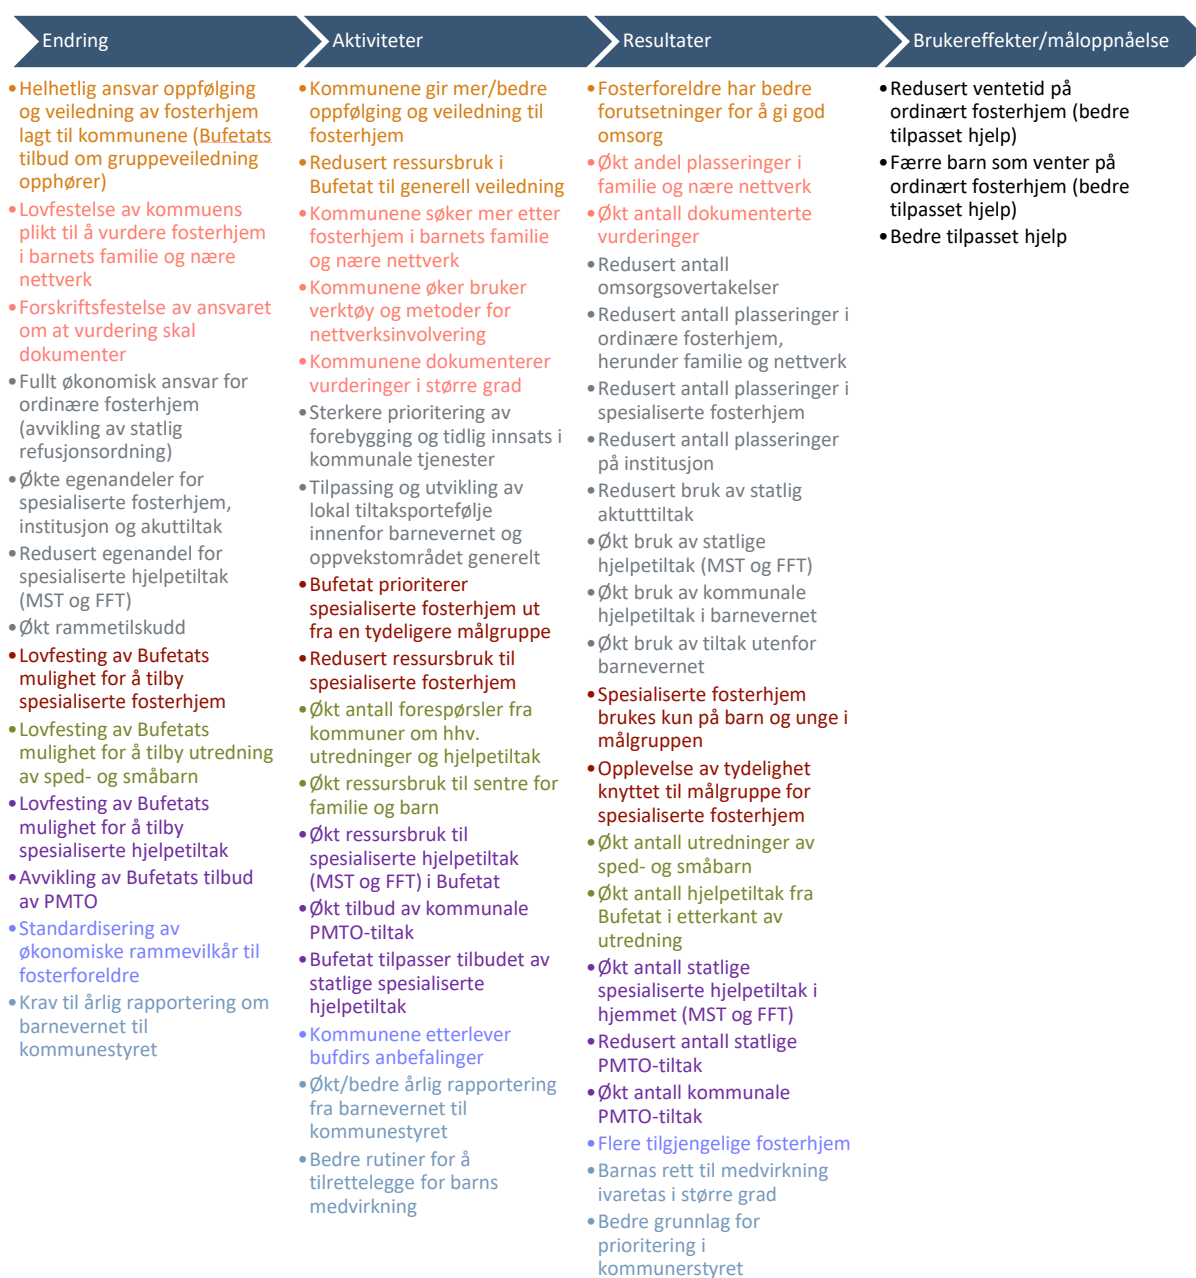 Endring
Aktiviteter
Resultater
Brukereffekter/måloppnåelse
•Helhetlig ansvar oppfølging
og veiledning av fosterhjem
lagt til kommunene (Bufetats
tilbud om gruppeveiledning
opphører)
•Lovfestelse av kommuens
plikt til å vurdere fosterhjem
i barnets familie og nære
nettverk
•Forskriftsfestelse av ansvaret
om at vurdering skal
dokumenter
•Fullt økonomisk ansvar for
ordinære fosterhjem
(avvikling av statlig
refusjonsordning)
•Økte egenandeler for
spesialiserte fosterhjem,
institusjon og akuttiltak
•Redusert egenandel for
spesialiserte hjelpetiltak
(MST og FFT)
•Økt rammetilskudd
•Lovfesting av Bufetats
mulighet for å tilby
spesialiserte fosterhjem
•Lovfesting av Bufetats
mulighet for å tilby utredning
av sped- og småbarn
•Lovfesting av Bufetats
mulighet for å tilby
spesialiserte hjelpetiltak
•Avvikling av Bufetats tilbud
av PMTO
•Standardisering av
økonomiske rammevilkår til
fosterforeldre
•Krav til årlig rapportering om
barnevernet til
kommunestyret
•Kommunene gir mer/bedre
oppfølging og veiledning til
fosterhjem
•Redusert ressursbruk i
Bufetat til generell veiledning
•Kommunene søker mer etter
fosterhjem i barnets familie
og nære nettverk
•Kommunene øker bruker
verktøy og metoder for
nettverksinvolvering
•Kommunene dokumenterer
vurderinger i større grad
•Sterkere prioritering av
forebygging og tidlig innsats i
kommunale tjenester
•Tilpassing og utvikling av
lokal tiltaksportefølje
innenfor barnevernet og
oppvekstområdet generelt
•Bufetat prioriterer
spesialiserte fosterhjem ut
fra en tydeligere målgruppe
•Redusert ressursbruk til
spesialiserte fosterhjem
•Økt antall forespørsler fra
kommuner om hhv.
utredninger og hjelpetiltak
•Økt ressursbruk til sentre for
familie og barn
•Økt ressursbruk til
spesialiserte hjelpetiltak
(MST og FFT) i Bufetat
•Økt tilbud av kommunale
PMTO-tiltak
•Bufetat tilpasser tilbudet av
statlige spesialiserte
hjelpetiltak
•Kommunene etterlever
bufdirs anbefalinger
•Økt/bedre årlig rapportering
fra barnevernet til
kommunestyret
•Bedre rutiner for å
tilrettelegge for barns
medvirkning
•Fosterforeldre har bedre
forutsetninger for å gi god
omsorg
•Økt andel plasseringer i
familie og nære nettverk
•Økt antall dokumenterte
vurderinger
•Redusert antall
omsorgsovertakelser
•Redusert antall plasseringer i
ordinære fosterhjem,
herunder familie og nettverk
•Redusert antall plasseringer i
spesialiserte fosterhjem
•Redusert antall plasseringer
på institusjon
•Redusert bruk av statlig
aktutttiltak
•Økt bruk av statlige
hjelpetiltak (MST og FFT)
•Økt bruk av kommunale
hjelpetiltak i barnevernet
•Økt bruk av tiltak utenfor
barnevernet
•Spesialiserte fosterhjem
brukes kun på barn og unge i
målgruppen
•Opplevelse av tydelighet
knyttet til målgruppe for
spesialiserte fosterhjem
•Økt antall utredninger av
sped- og småbarn
•Økt antall hjelpetiltak fra
Bufetat i etterkant av
utredning
•Økt antall statlige
spesialiserte hjelpetiltak i
hjemmet (MST og FFT)
•Redusert antall statlige
PMTO-tiltak
•Økt antall kommunale
PMTO-tiltak
•Flere tilgjengelige fosterhjem
•Barnas rett til medvirkning
ivaretas i større grad
•Bedre grunnlag for
prioritering i
kommunerstyret
•Redusert ventetid på
ordinært fosterhjem (bedre
tilpasset hjelp)
•Færre barn som venter på
ordinært fosterhjem (bedre
tilpasset hjelp)
•Bedre tilpasset hjelp